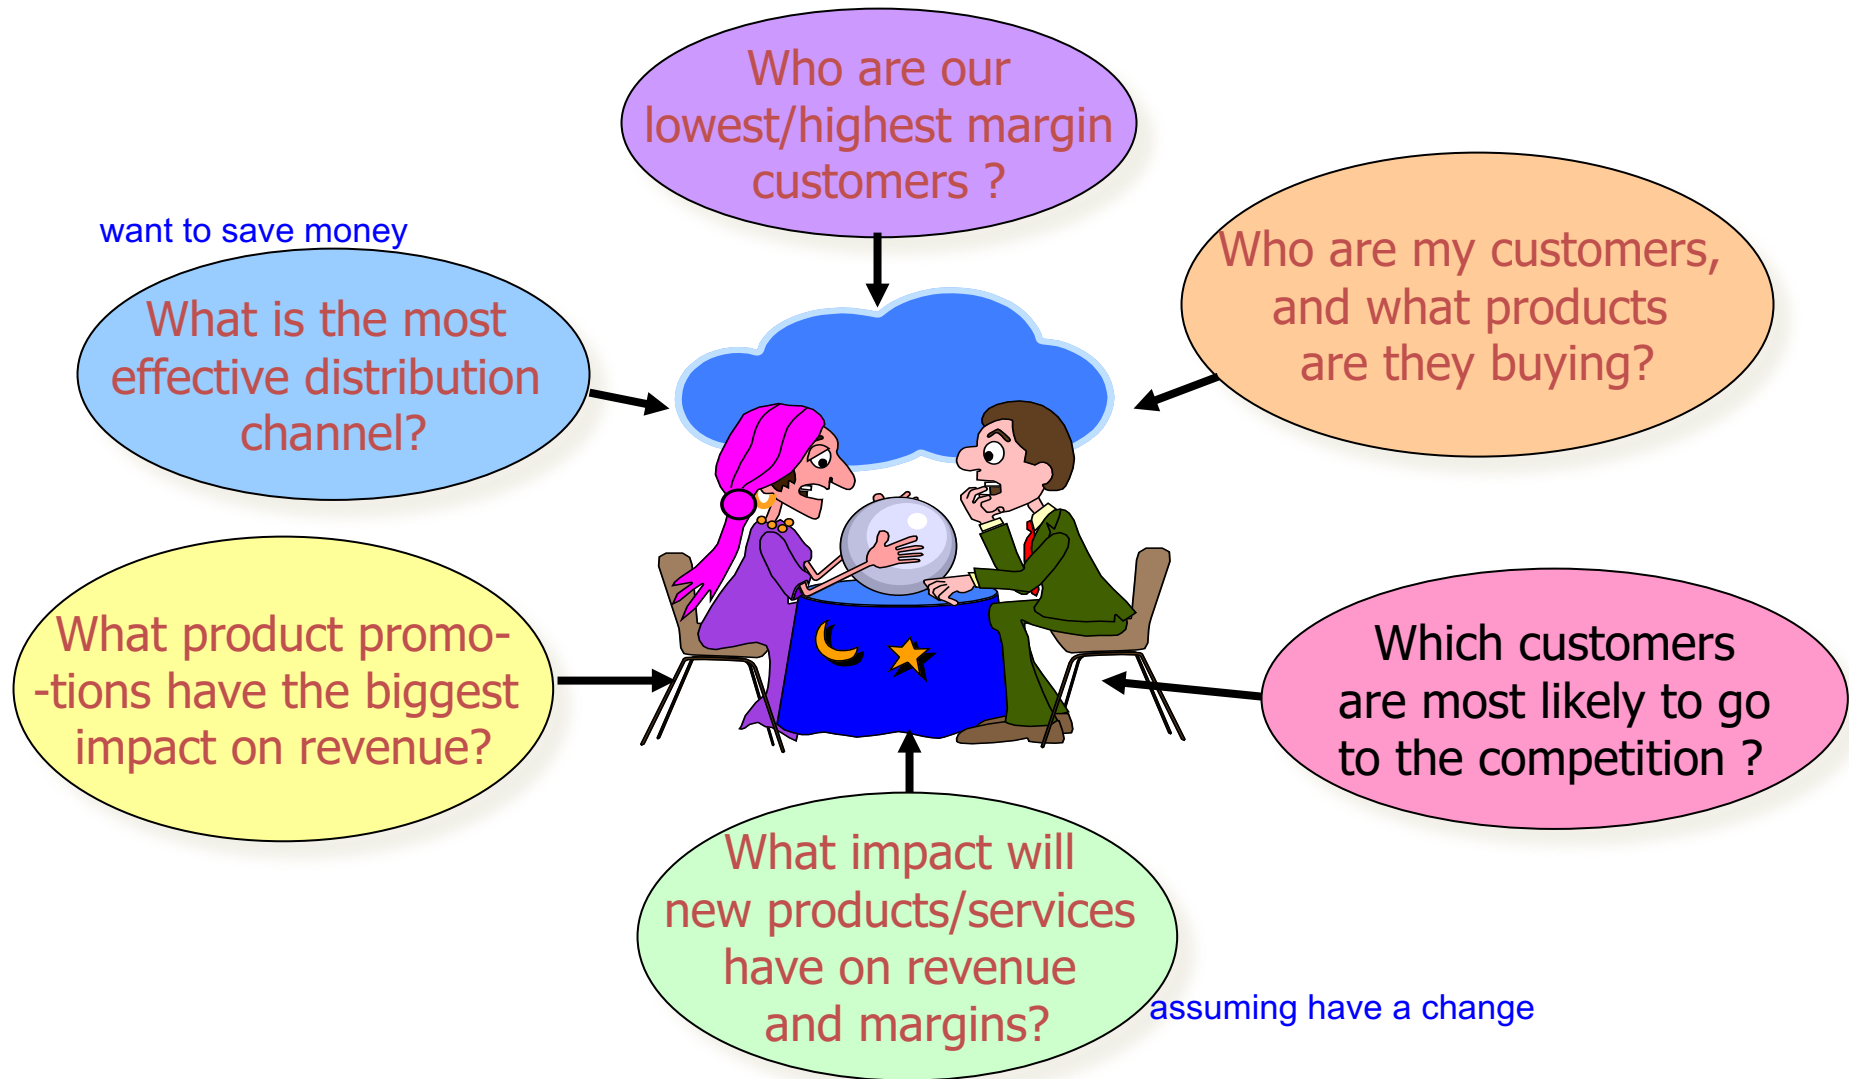 Who are our
lowest/highest margin
customers ?
want to save money
What is the most
effective distribution
channel?
Who are my customers,
and what products
are they buying?
What product promo-
-tions have the biggest
impact on revenue?
Which customers
are most likely to go
to the competition ?
What impact will
new products/services
have on revenue
and margins?
assuming have a change